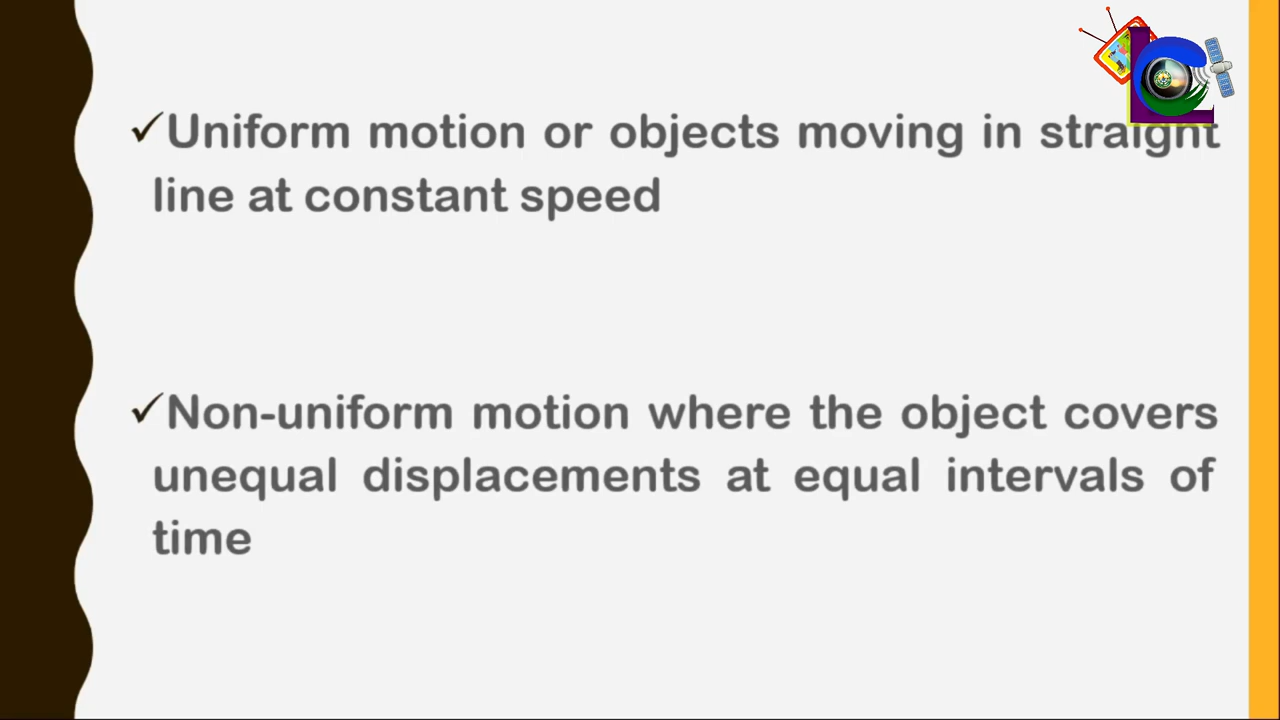 ✓Uniform motion or objects moving in straight
line at constant speed
✓Non-uniform motion where the object covers
unequal displacements at equal intervals of
time
LC